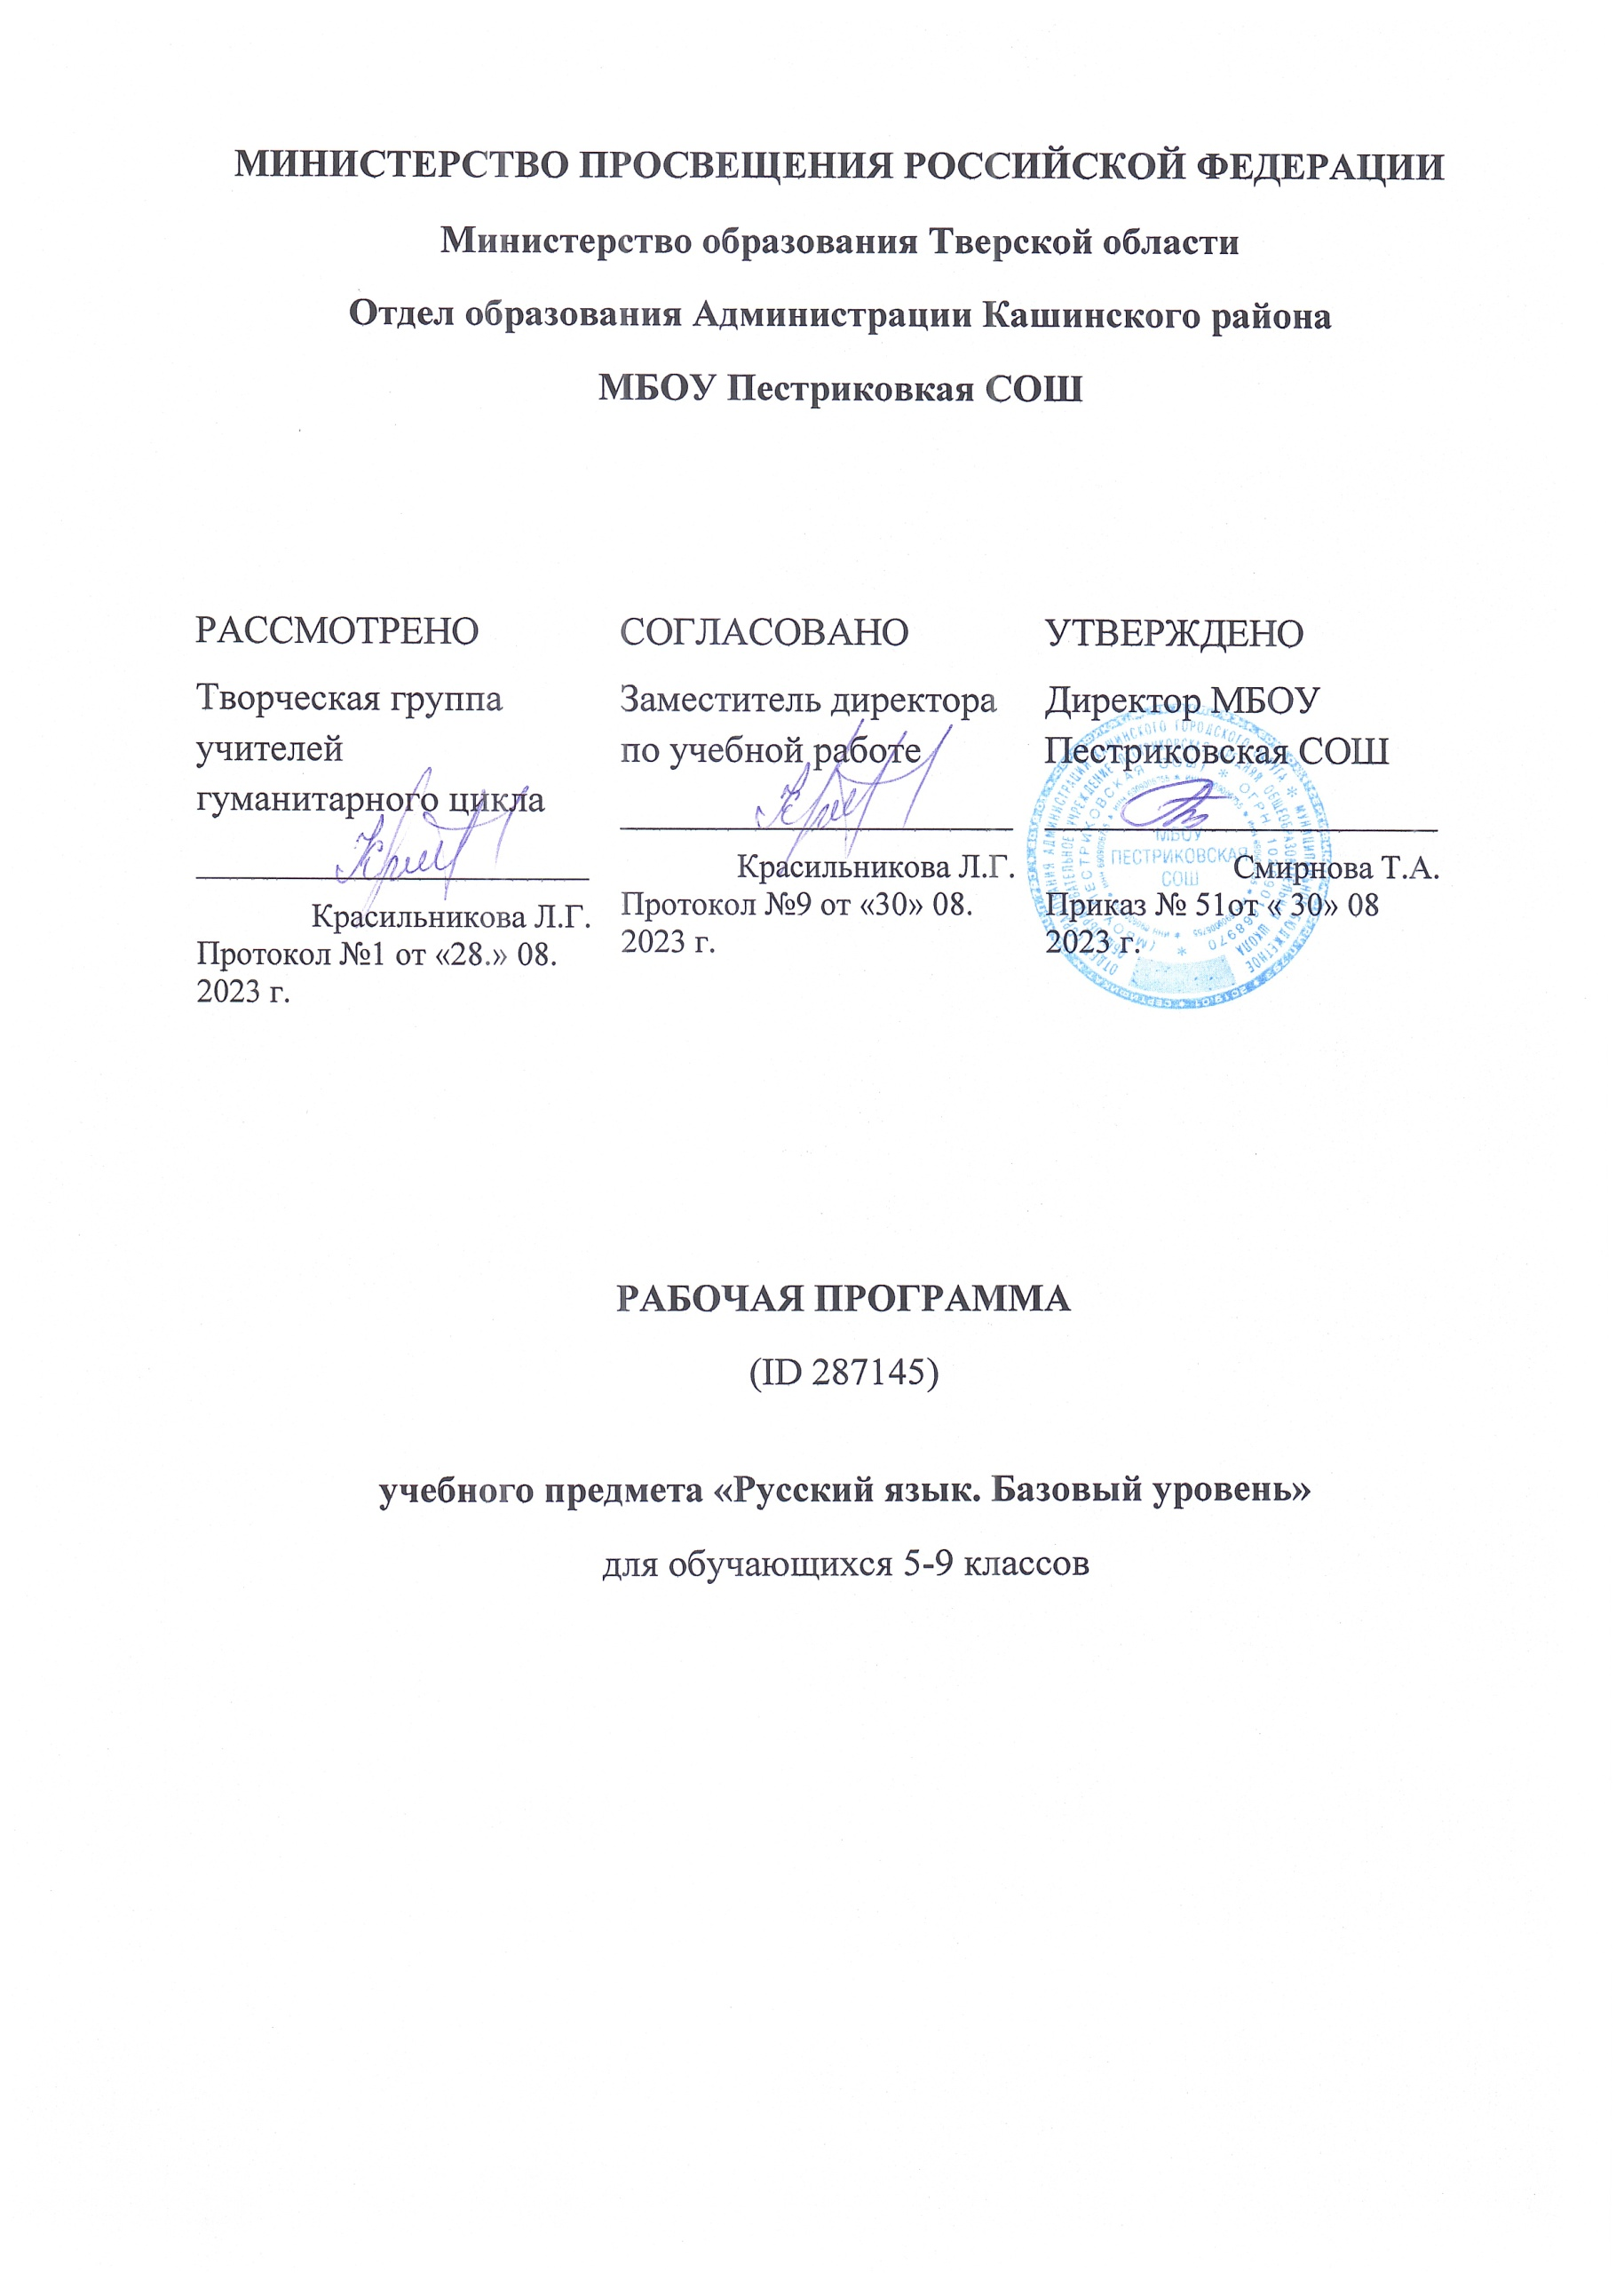 МИНИСТЕРСТВО ПРОСВЕЩЕНИЯ РОССИЙСКОЙ ФЕДЕРАЦИИ
Министерство образования Тверской области
Отдел образования Администрации Кашинского района
МБОУ Пестриковкая СОШ
РАССМОТРЕНО
Творческая группа
учителей
гуманитарного цикла
Красильникова Л.Г.
Протокол №1 от «28.» 08.
2023 г.
СОГЛАСОВАНО
Заместитель директора
по учебной работе
Красильникова Л.Г.
Протокол №9 от «30» 08.
2023 г.
УТВЕРЖДЕНО
Директор МБОУ
Пестриковская СОШ
Смирнова Т.А.
Приказ № 51от « 30» 08
2023 г.
МБОУ
ПЕСТРИКОВСКАЯ
СОШ
РАБОЧАЯ ПРОГРАММА
(ID 287145)
учебного предмета «Русский язык. Базовый уровень»
для обучающихся 5-9 классов